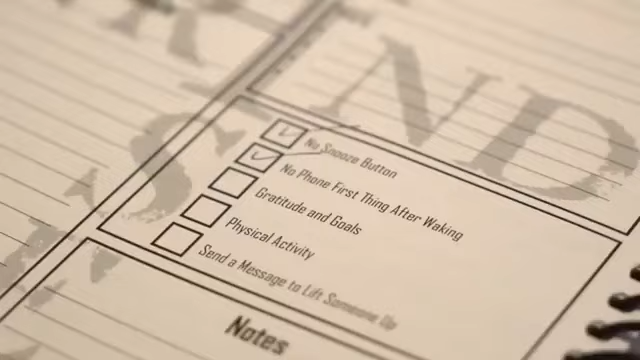 No Snooze Button
No Phone First Thing After Waking
Gratitude and Goals
Physical Activity
Send a Message to Lift Someone Up
Notes